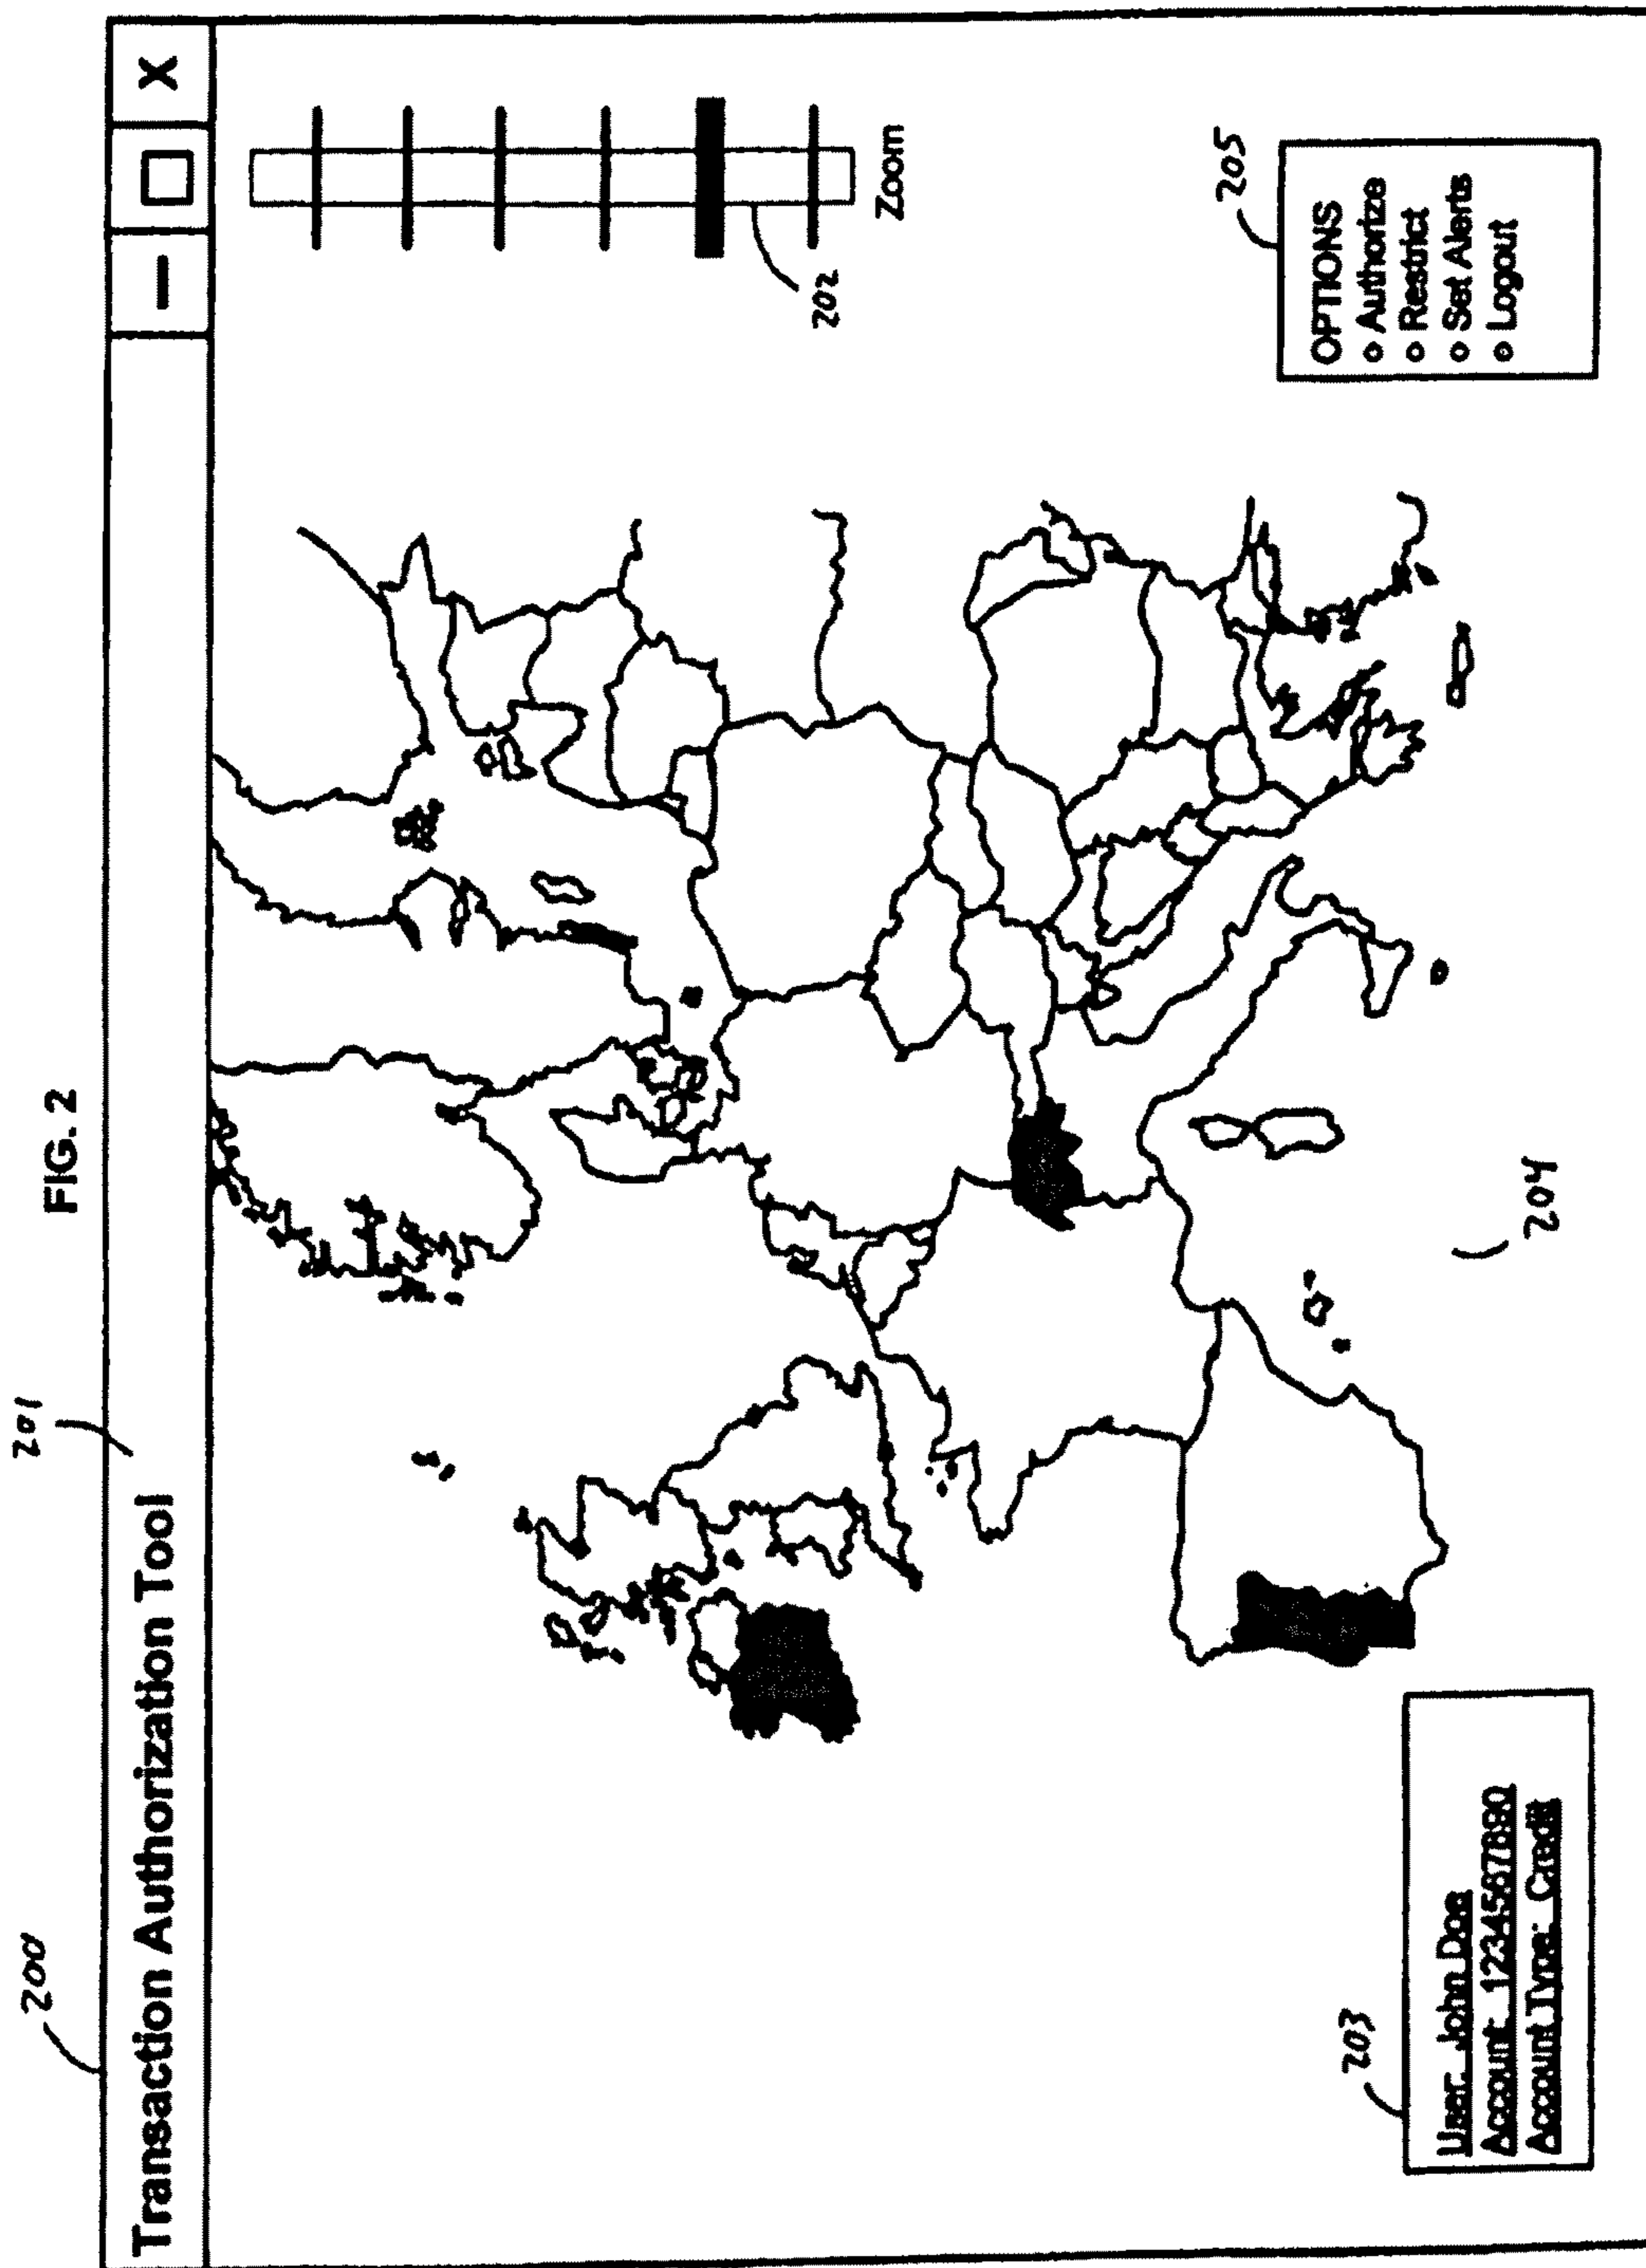 FIG. 2
200
201
Transaction Authorization Tool
X
202
Zoom
203
User: John Doe
Account: 1234567890
Account Type: Credit
204
205
OPTIONS
Authorize
Restrict
Set Alerts
Logout